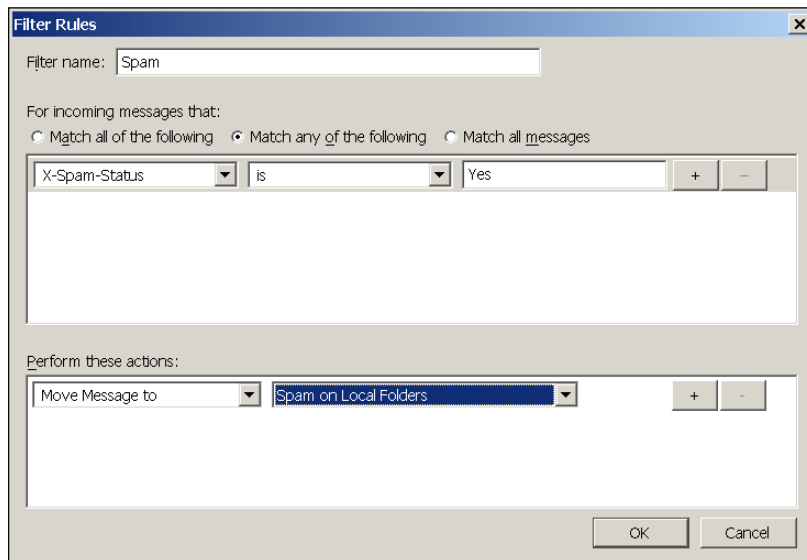 Filter Rules
Filter name: Spam
For incoming messages that:
Match all of the following Match any of the following Match all messages
X-Spam-Status is Yes + –
Perform these actions:
Move Message to Spam on Local Folders + -
OK Cancel